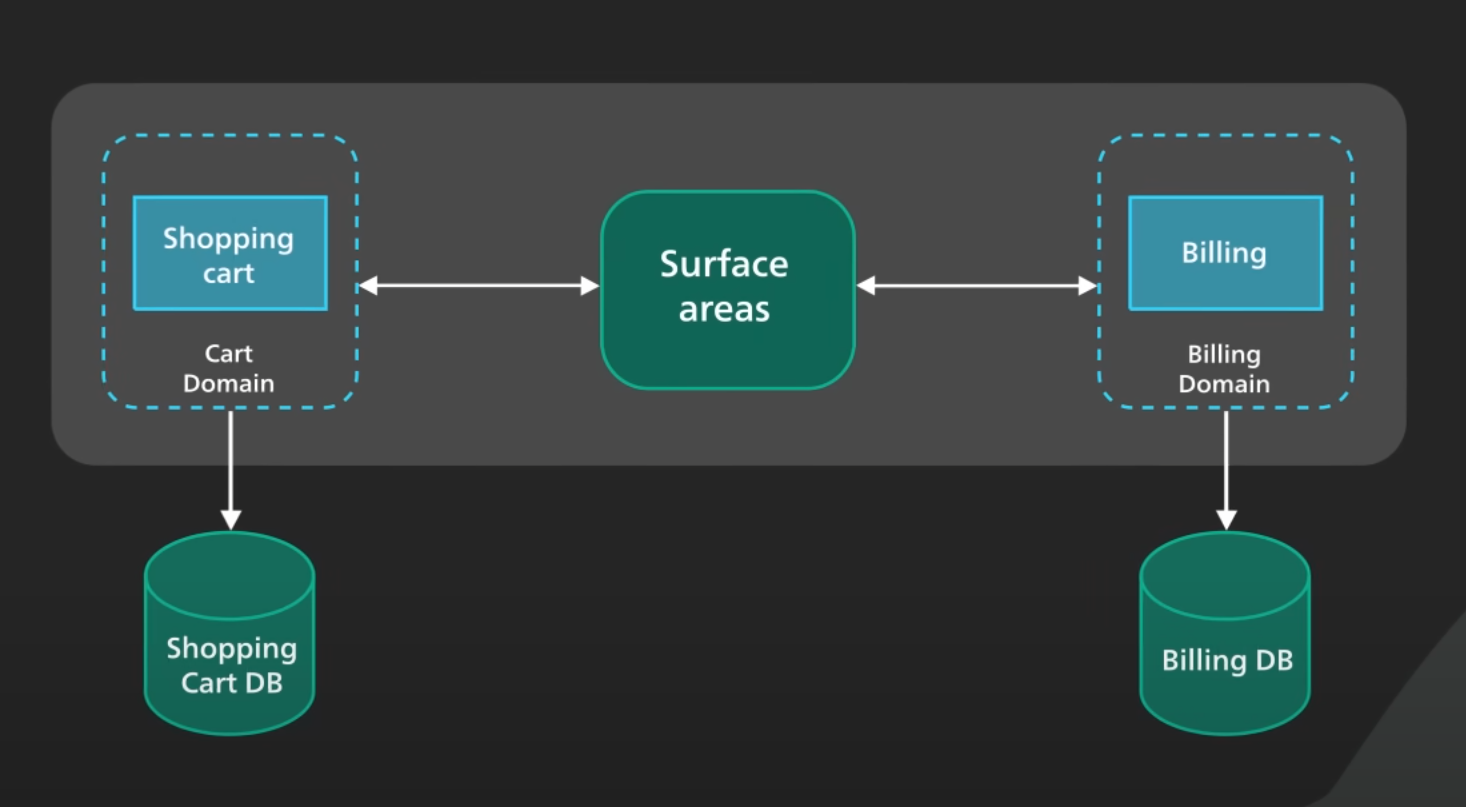 Shopping
cart
Cart
Domain
Surface
areas
Billing
Billing
Domain
Shopping
Cart DB
Billing DB